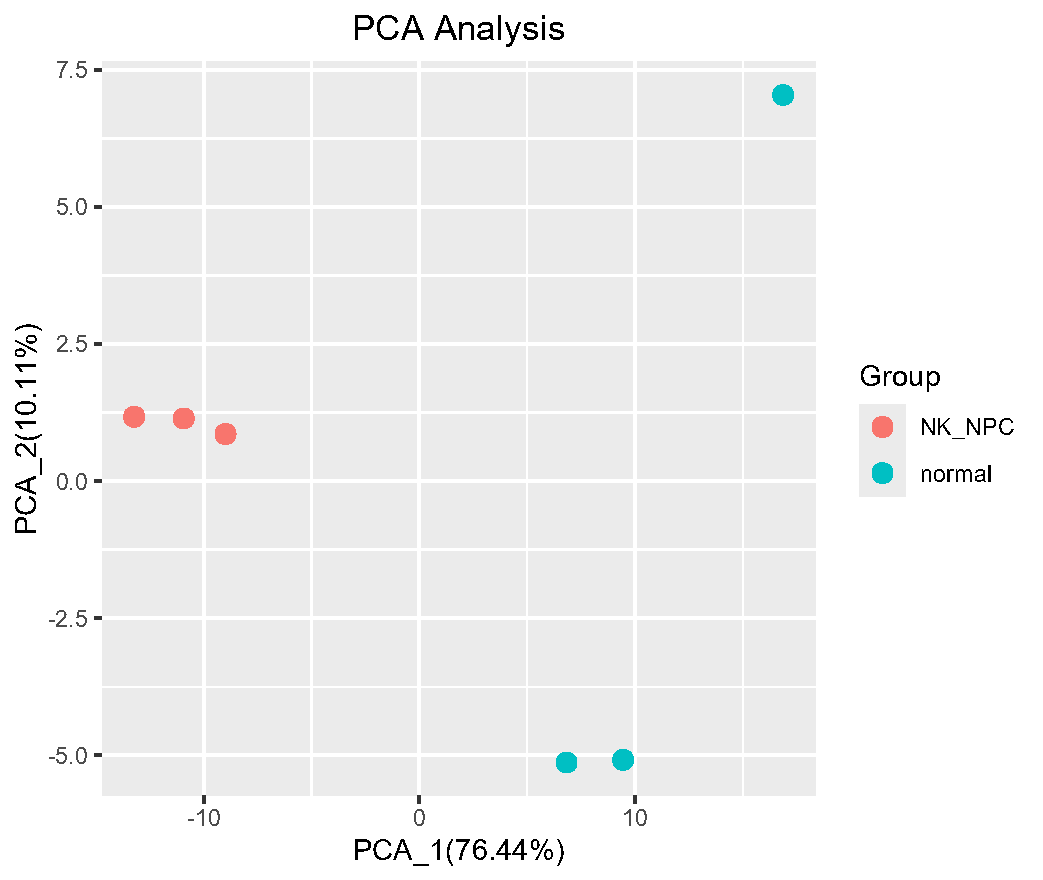 PCA Analysis
7.5
5.0
2.5
0.0
-2.5
-5.0
PCA_2(10.11%)
-10
0
10
PCA_1(76.44%)
Group
NK_NPC
normal